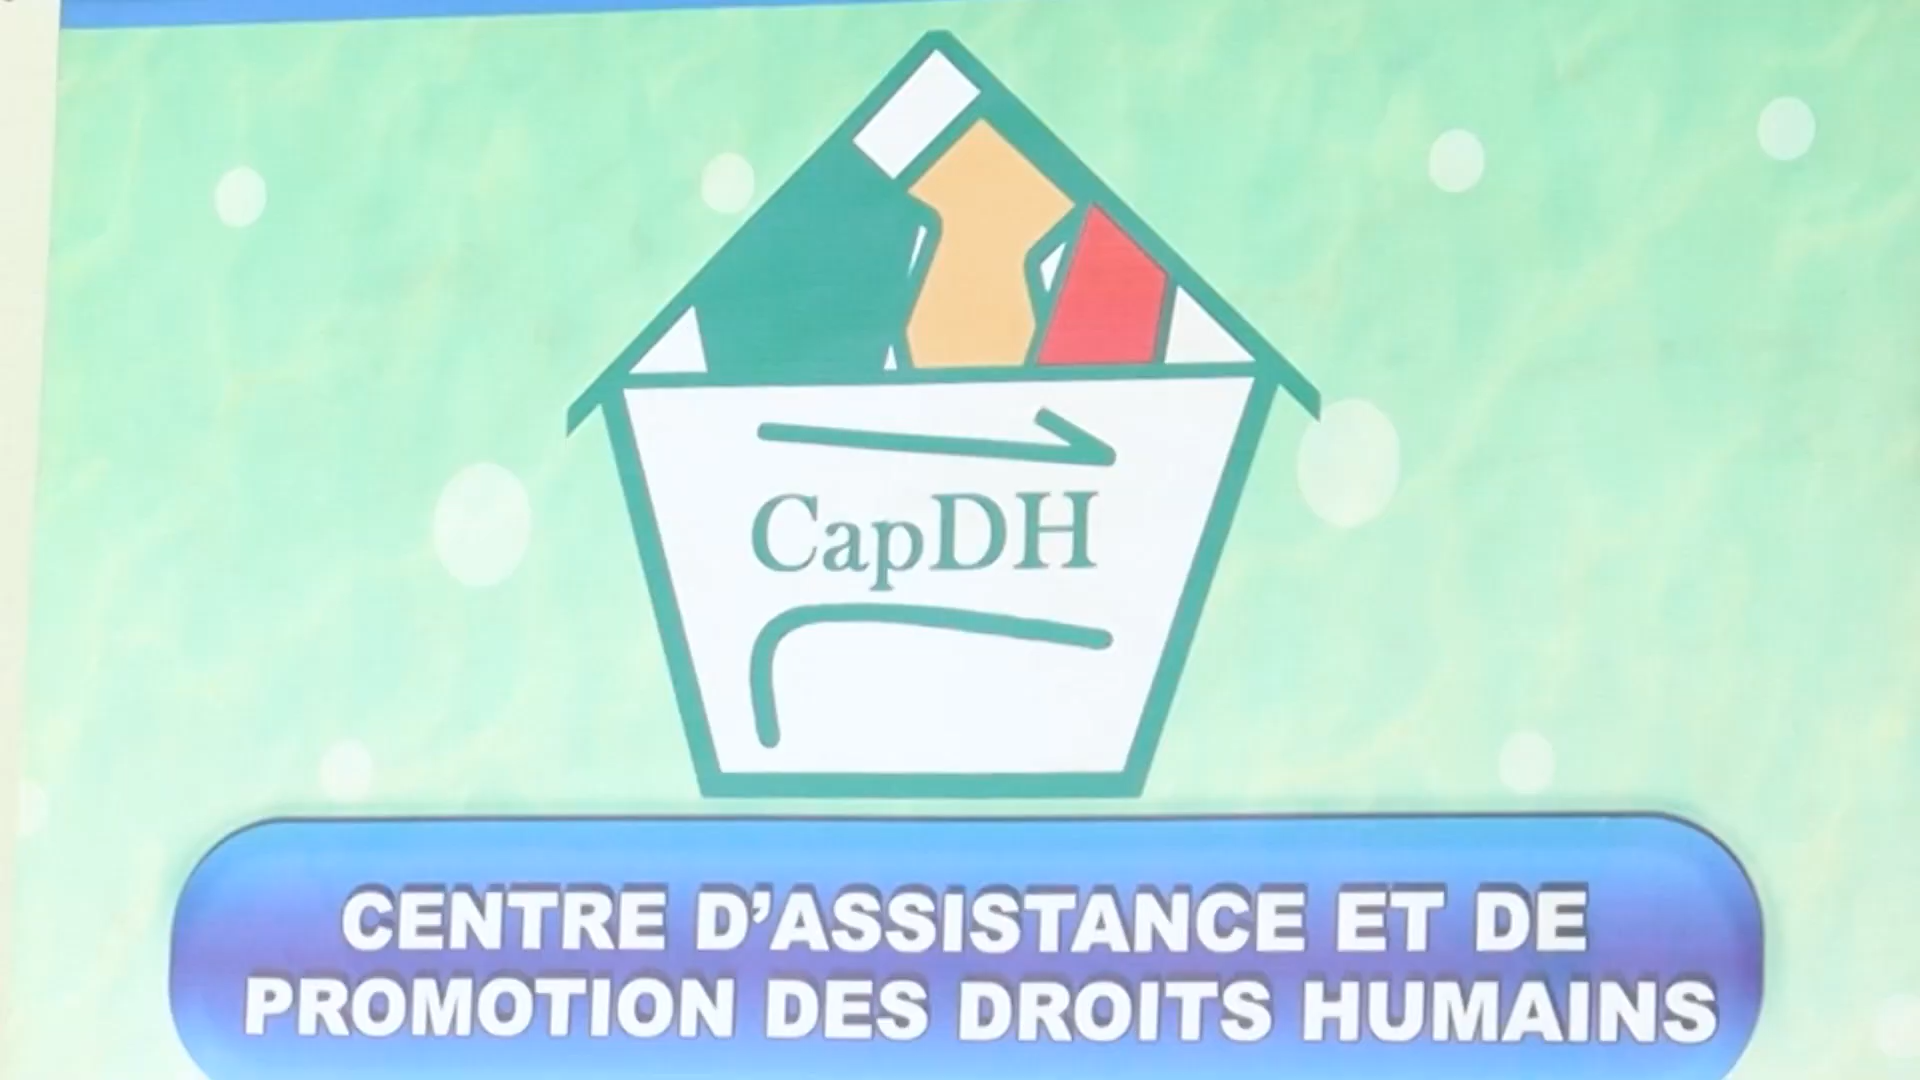 CapDH
CENTRE D'ASSISTANCE ET DE
PROMOTION DES DROITS HUMAINS